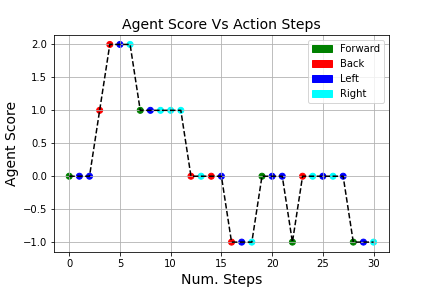 Agent Score Vs Action Steps
Agent Score
2.0
1.5
1.0
0.5
0.0
−0.5
−1.0
Forward
Back
Left
Right
0 5 10 15 20 25 30
Num. Steps